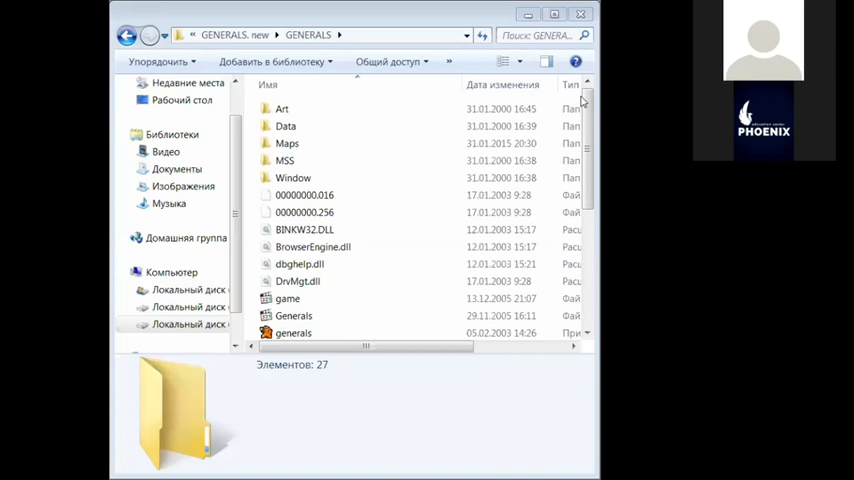 « GENERALS. new GENERALS
Поиск: GENERA...
Упорядочить Добавить в библиотеку Общий доступ »
Недавние места
Рабочий стол
Библиотеки
Видео
Документы
Изображения
Музыка
Домашняя группа
Компьютер
Локальный диск
Локальный диск
Локальный диск
Имя Дата изменения Тип
Art 31.01.2000 16:45 Пап
Data 31.01.2000 16:39 Пап
Maps 31.01.2015 20:30 Пап
MSS 31.01.2000 16:38 Пап
Window 31.01.2000 16:38 Пап
00000000.016 17.01.2003 9:28 Фай
00000000.256 17.01.2003 9:28 Фай
BINKW32.DLL 12.01.2003 15:17 Расш
BrowserEngine.dll 12.01.2003 15:17 Расш
dbghelp.dll 12.01.2003 15:21 Расш
DrvMgt.dll 17.01.2003 9:28 Расш
game 13.12.2005 21:07 Фай
Generals 29.11.2005 16:11 Фай
generals 05.02.2003 14:26 При
Элементов: 27
PHOENIX